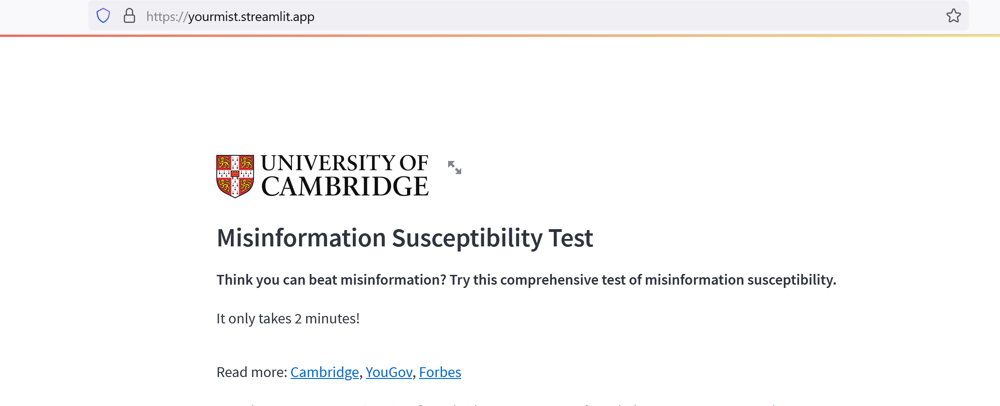 https://yourmist.streamlit.app
UNIVERSITY OF
CAMBRIDGE
Misinformation Susceptibility Test
Think you can beat misinformation? Try this comprehensive test of misinformation susceptibility.
It only takes 2 minutes!
Read more: Cambridge, YouGov, Forbes